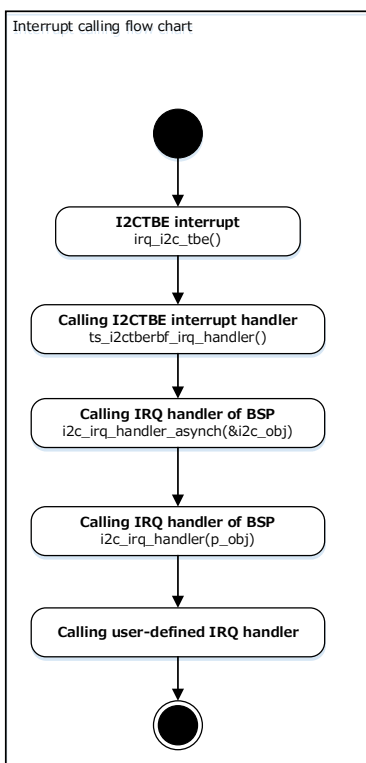 Interrupt calling flow chart
I2CTBE interrupt
irq_i2c_tbe()
Calling I2CTBE interrupt handler
ts_i2ctberbf_irq_handler()
Calling IRQ handler of BSP
i2c_irq_handler_asynch(&i2c_obj)
Calling IRQ handler of BSP
i2c_irq_handler(p_obj)
Calling user-defined IRQ handler